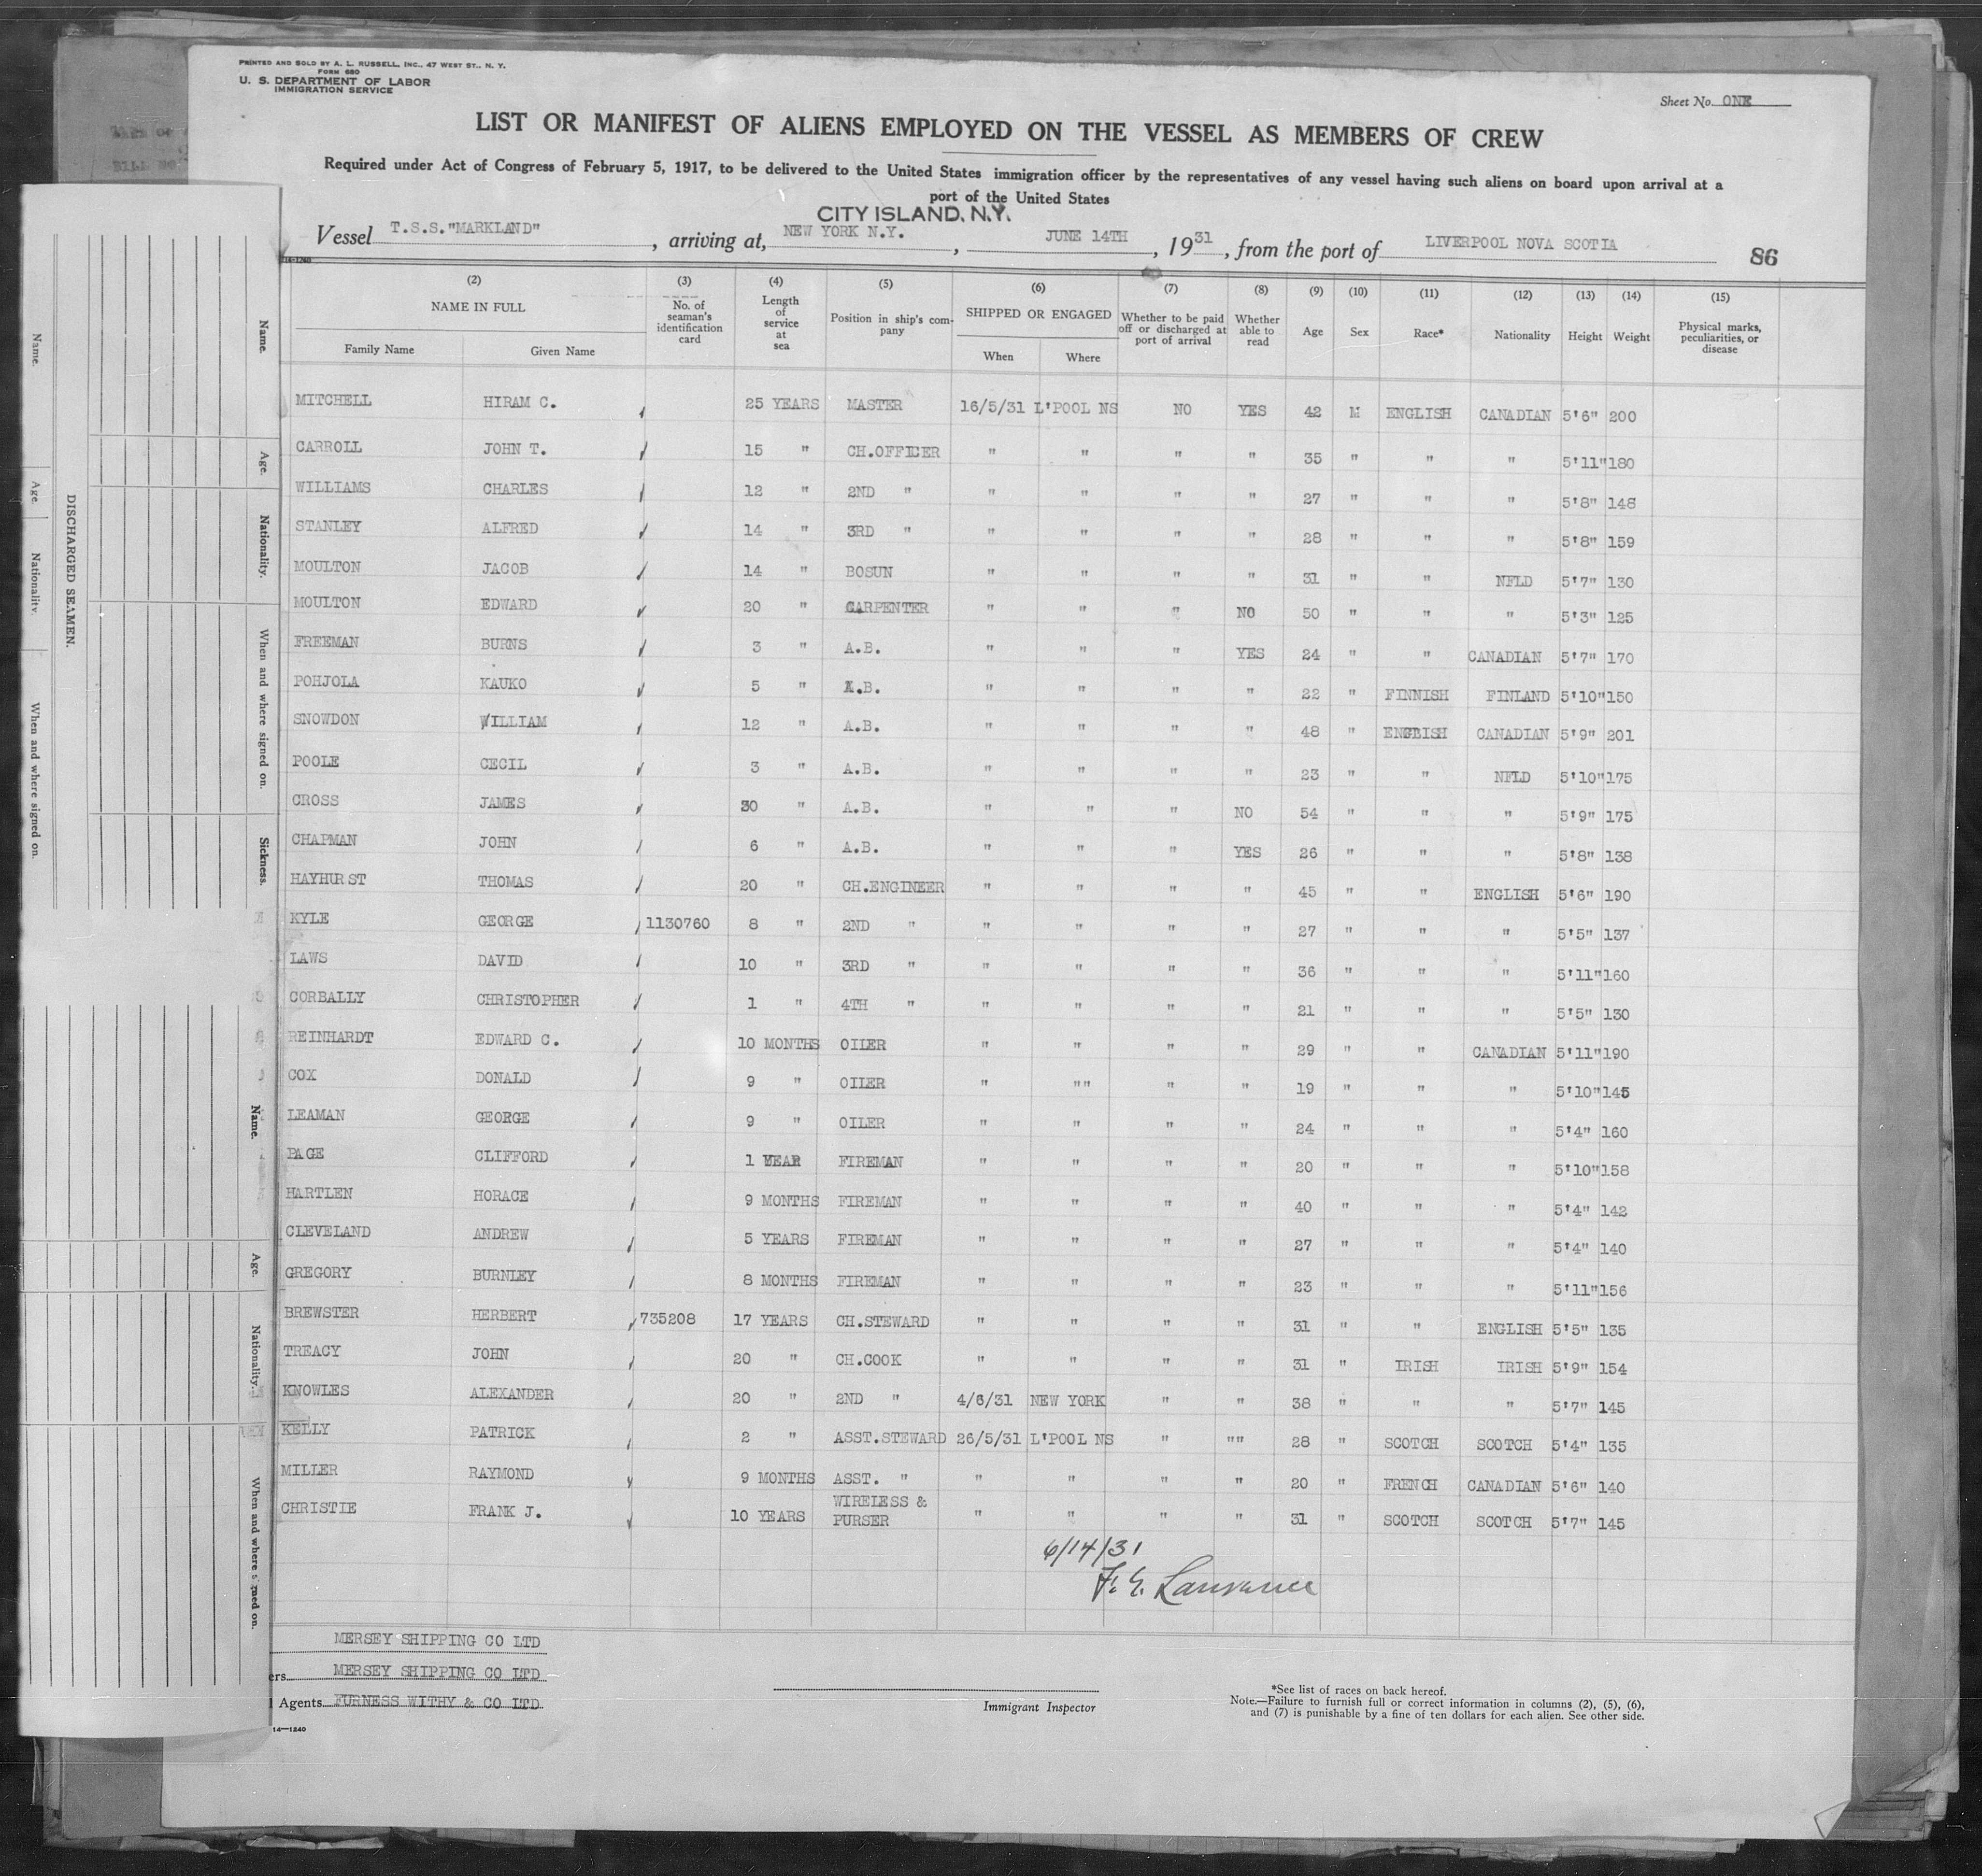 PRINTED AND SOLD BY A. L. RUSSELL, INC., 47 WEST ST., N. Y.
FORM 680
U. S. DEPARTMENT OF LABOR
IMMIGRATION SERVICE
Sheet No. ONE
LIST OR MANIFEST OF ALIENS EMPLOYED ON THE VESSEL AS MEMBERS OF CREW
Required under Act of Congress of February 5, 1917, to be delivered to the United States immigration officer by the representatives of any vessel having such aliens on board upon arrival at a
port of the United States
CITY ISLAND, N.Y.
Vessel T.S.S."MARKLAND", arriving at, NEW YORK N.Y., JUNE 14TH, 1931, from the port of LIVERPOOL NOVA SCOTIA 86
(2) (3) (4) (5) (6) (7) (8) (9) (10) (11) (12) (13) (14) (15)
NAME IN FULL No. of seaman's identification card Length of service at sea Position in ship's company SHIPPED OR ENGAGED Whether to be paid off or discharged at port of arrival Whether able to read Age Sex Race* Nationality Height Weight Physical marks, peculiarities, or disease
Family Name Given Name When Where
MITCHELL HIRAM C. 25 YEARS MASTER 16/5/31 L'POOL NS NO YES 42 M ENGLISH CANADIAN 5'6" 200
CARROLL JOHN T. 15 " CH.OFFICER " " " " 35 " " " 5'11" 180
WILLIAMS CHARLES 12 " 2ND " " " " " 27 " " " 5'8" 148
STANLEY ALFRED 14 " 3RD " " " " " 28 " " " 5'8" 159
MOULTON JACOB 14 " BOSUN " " " " 31 " " NFLD 5'7" 130
MOULTON EDWARD 20 " CARPENTER " " " NO 50 " " " 5'3" 125
FREEMAN BURNS 3 " A.B. " " " YES 24 " " CANADIAN 5'7" 170
POHJOLA KAUKO 5 " A.B. " " " " 22 " FINNISH FINLAND 5'10" 150
SNOWDON WILLIAM 12 " A.B. " " " " 48 " ENGLISH CANADIAN 5'9" 201
POOLE CECIL 3 " A.B. " " " " 23 " " NFLD 5'10" 175
CROSS JAMES 30 " A.B. " " " NO 54 " " " 5'9" 175
CHAPMAN JOHN 6 " A.B. " " " YES 26 " " " 5'8" 138
HAYHURST THOMAS 20 " CH.ENGINEER " " " " 45 " " ENGLISH 5'6" 190
KYLE GEORGE 1130760 8 " 2ND " " " " " 27 " " " 5'5" 137
LAWS DAVID 10 " 3RD " " " " " 36 " " " 5'11" 160
CORBALLY CHRISTOPHER 1 " 4TH " " " " " 21 " " " 5'5" 130
REINHARDT EDWARD C. 10 MONTHS OILER " " " " 29 " " CANADIAN 5'11" 190
COX DONALD 9 " OILER " "" " " 19 " " " 5'10" 145
LEAMAN GEORGE 9 " OILER " " " " 24 " " " 5'4" 160
PAGE CLIFFORD 1 YEAR FIREMAN " " " " 20 " " " 5'10" 158
HARTLEN HORACE 9 MONTHS FIREMAN " " " " 40 " " " 5'4" 142
CLEVELAND ANDREW 5 YEARS FIREMAN " " " " 27 " " " 5'4" 140
GREGORY BURNLEY 8 MONTHS FIREMAN " " " " 23 " " " 5'11" 156
BREWSTER HERBERT 735208 17 YEARS CH.STEWARD " " " " 31 " " ENGLISH 5'5" 135
TREACY JOHN 20 " CH.COOK " " " " 31 " IRISH IRISH 5'9" 154
KNOWLES ALEXANDER 20 " 2ND " 4/6/31 NEW YORK " " 38 " " " 5'7" 145
KELLY PATRICK 2 " ASST.STEWARD 26/5/31 L'POOL NS " "" 28 " SCOTCH SCOTCH 5'4" 135
MILLER RAYMOND 9 MONTHS ASST. " " " " " 20 " FRENCH CANADIAN 5'6" 140
CHRISTIE FRANK J. 10 YEARS WIRELESS & PURSER " " " " 31 " SCOTCH SCOTCH 5'7" 145
6/14/31
MERSEY SHIPPING CO LTD
ers MERSEY SHIPPING CO LTD
Agents FURNESS WITHY & CO LTD
14—1240
Immigrant Inspector
*See list of races on back hereof.
Note.—Failure to furnish full or correct information in columns (2), (5), (6),
and (7) is punishable by a fine of ten dollars for each alien. See other side.
DISCHARGED SEAMEN.
Name. Age. Nationality. When and where signed on. Sickness.
Name. Age. Nationality. When and where signed on.
Name. Age. Nationality. When and where signed on.